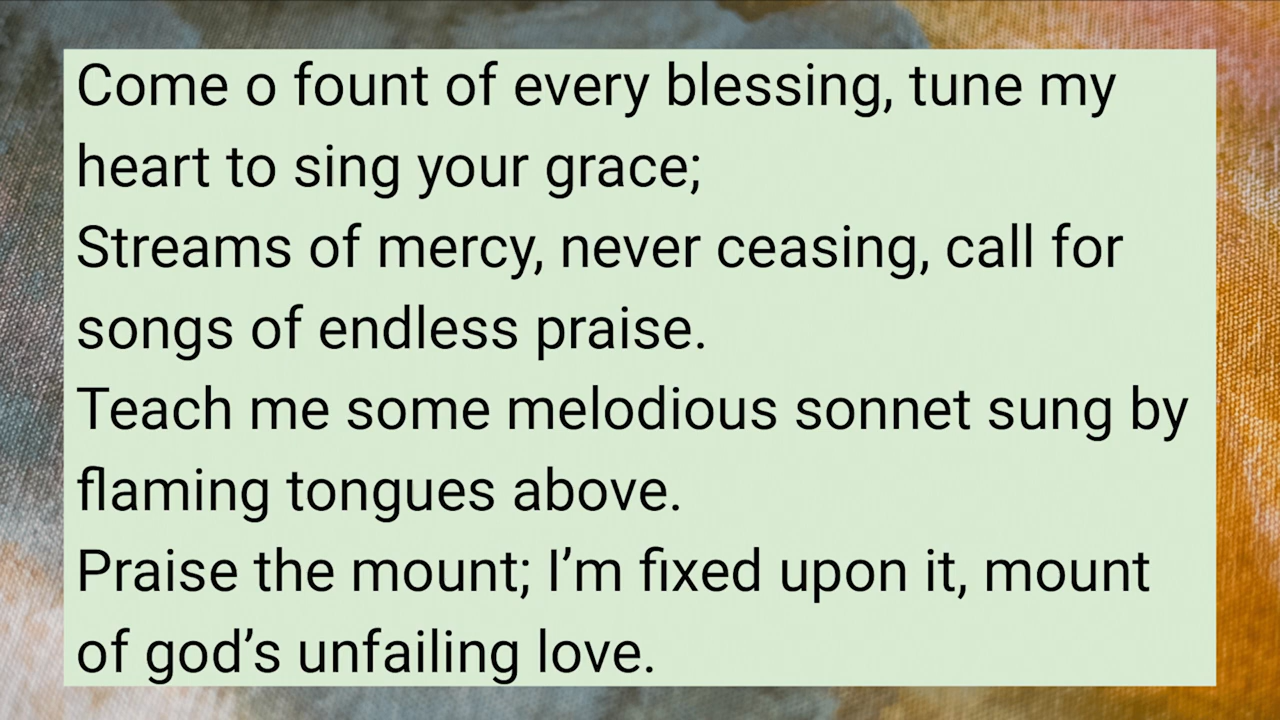 Come o fount of every blessing, tune my
heart to sing your grace;
Streams of mercy, never ceasing, call for
songs of endless praise.
Teach me some melodious sonnet sung by
flaming tongues above.
Praise the mount; I’m fixed upon it, mount
of god’s unfailing love.